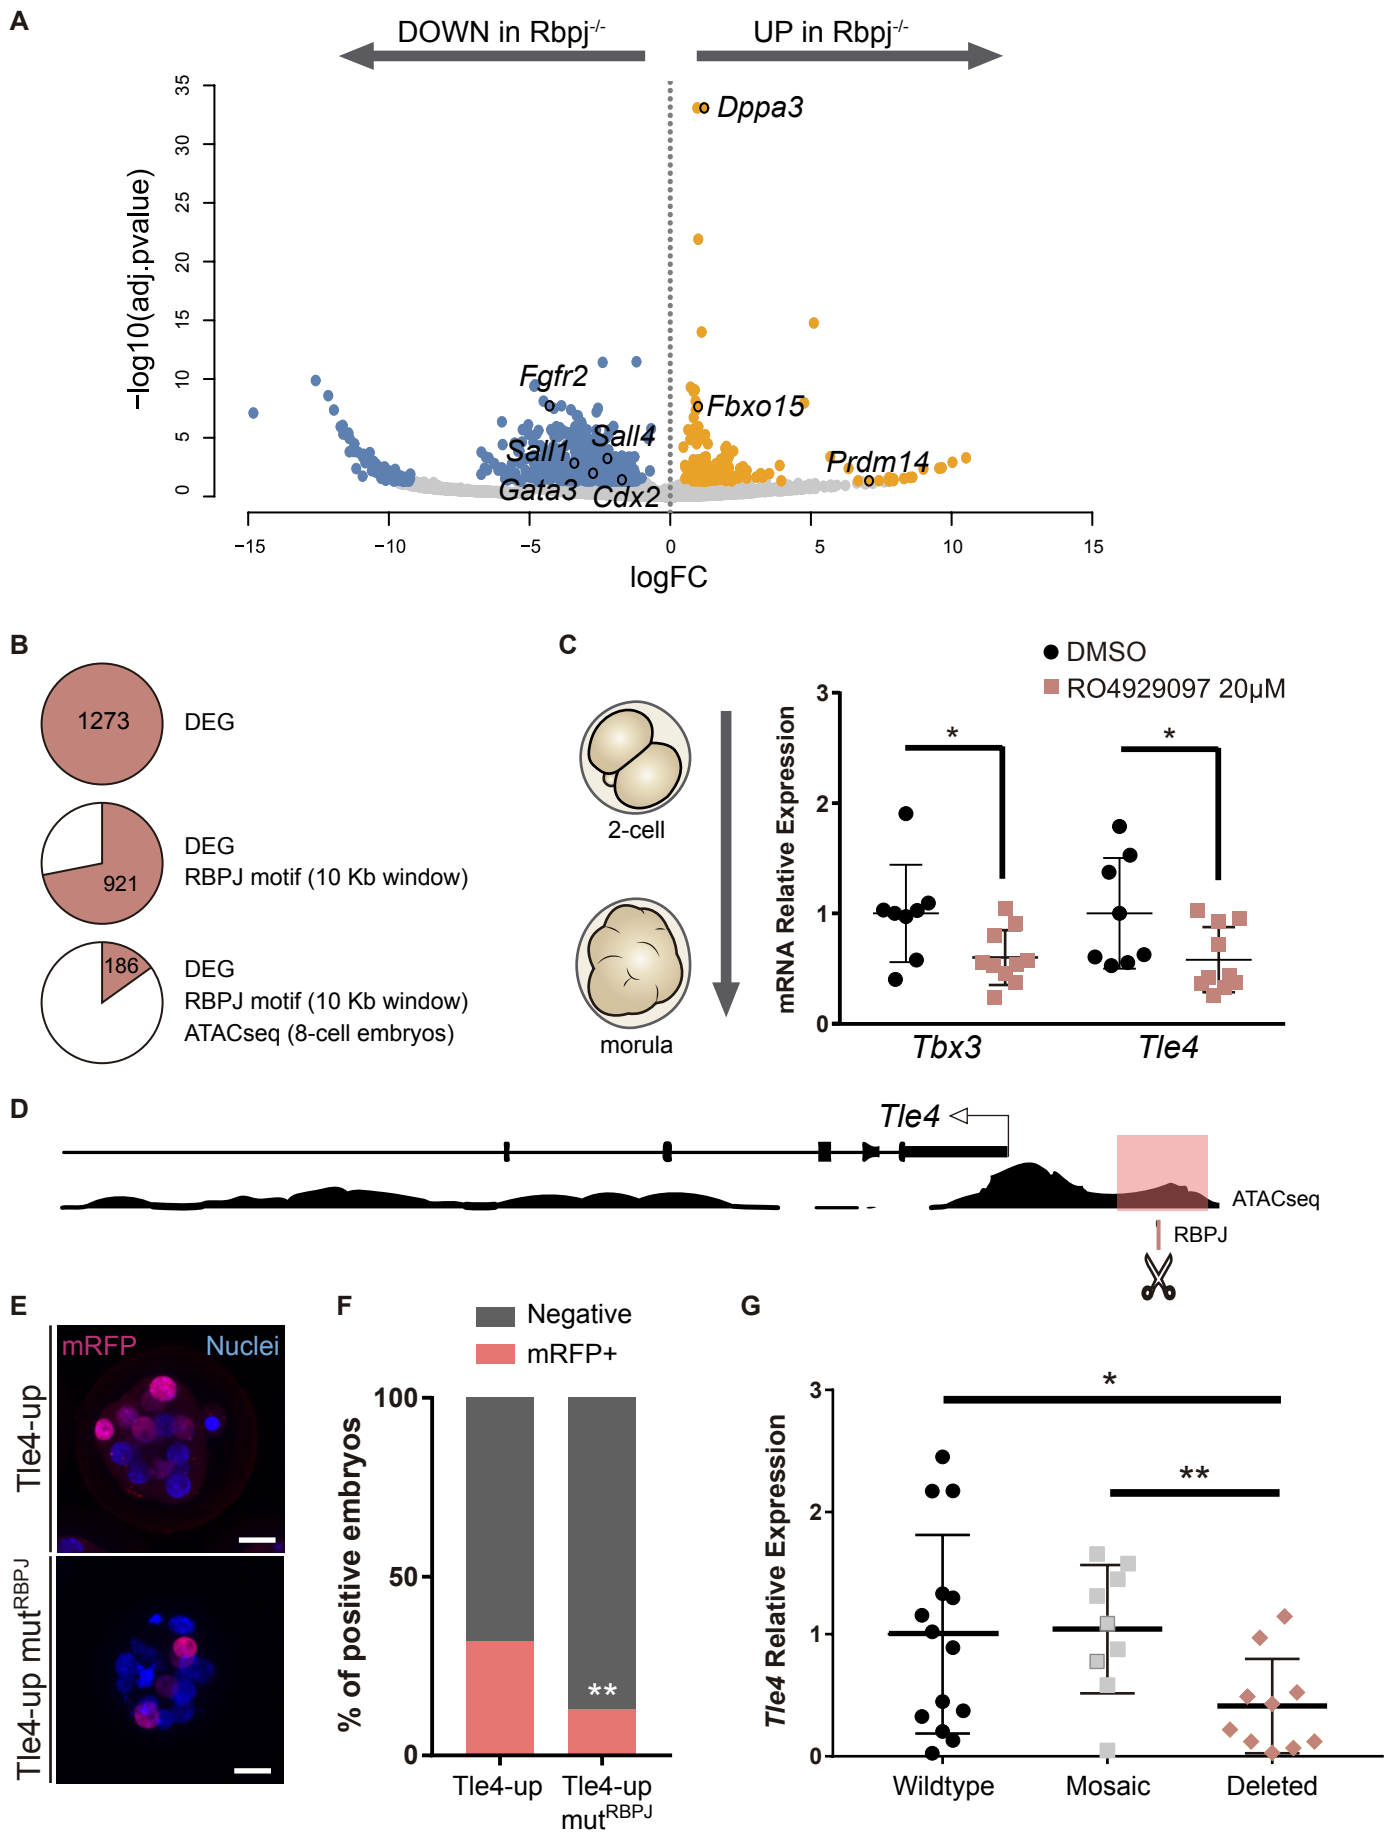 A
DOWN in Rbpj-/-
UP in Rbpj-/-
35
30
25
20
15
10
5
0
−log10(adj.pvalue)
Dppa3
Fgfr2
Fbxo15
Sall1
Sall4
Gata3
Cdx2
Prdm14
−15
−10
−5
0
5
10
15
logFC
B
1273
DEG
921
DEG
RBPJ motif (10 Kb window)
186
DEG
RBPJ motif (10 Kb window)
ATACseq (8-cell embryos)
C
2-cell
morula
DMSO
RO4929097 20µM
mRNA Relative Expression
3
2
1
0
*
*
Tbx3
Tle4
D
Tle4
ATACseq
RBPJ
E
mRFP
Nuclei
Tle4-up
Tle4-up mutRBPJ
F
Negative
mRFP+
% of positive embryos
100
50
0
**
Tle4-up
Tle4-up
mutRBPJ
G
Tle4 Relative Expression
3
2
1
0
*
**
Wildtype
Mosaic
Deleted